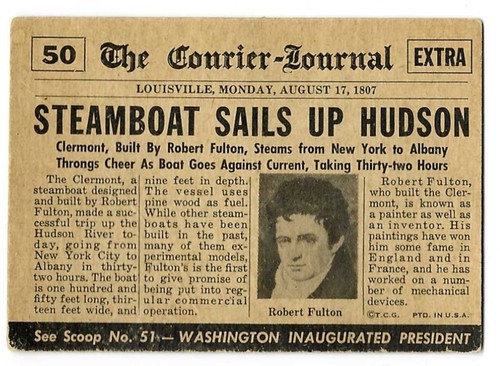 50 The Courier-Journal EXTRA
LOUISVILLE, MONDAY, AUGUST 17, 1807
STEAMBOAT SAILS UP HUDSON
Clermont, Built By Robert Fulton, Steams from New York to Albany
Throngs Cheer As Boat Goes Against Current, Taking Thirty-two Hours
The Clermont, a
steamboat designed
and built by Robert
Fulton, made a suc-
cessful trip up the
Hudson River to-
day, going from
New York City to
Albany in thirty-
two hours. The boat
is one hundred and
fifty feet long, thir-
teen feet wide, and
nine feet in depth.
The vessel uses
pine wood as fuel.
While other steam-
boats have been
built in the past,
many of them ex-
perimental models,
Fulton's is the first
to give promise of
being put into reg-
ular commercial
operation.
Robert Fulton
Robert Fulton,
who built the Cler-
mont, is known as
a painter as well as
an inventor. His
paintings have won
him some fame in
England and in
France, and he has
worked on a num-
ber of mechanical
devices.
©T.C.G. PTD. IN U.S.A.
See Scoop No. 51 — WASHINGTON INAUGURATED PRESIDENT